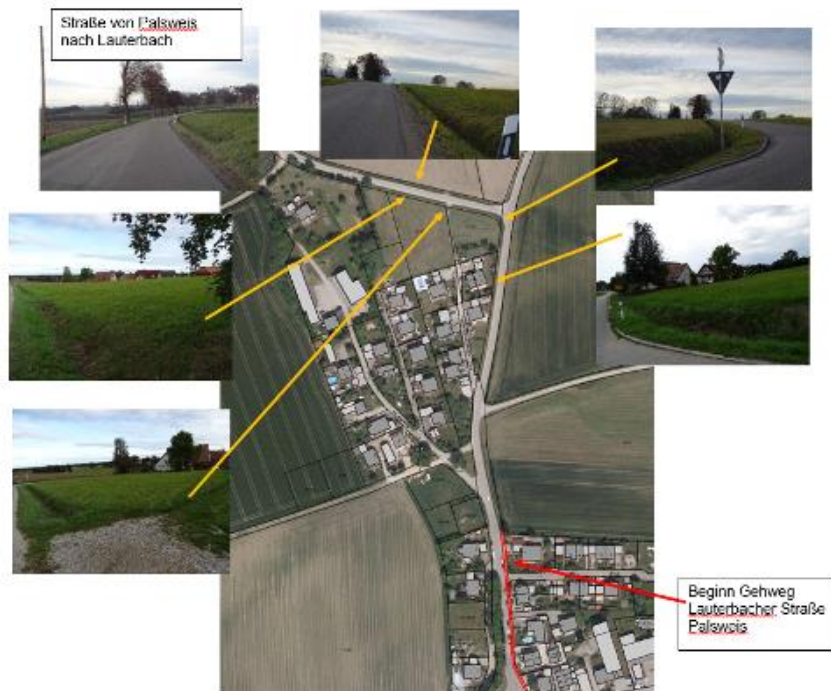 Straße von Palsweis
nach Lauterbach
Beginn Gehweg
Lauterbacher Straße
Palsweis